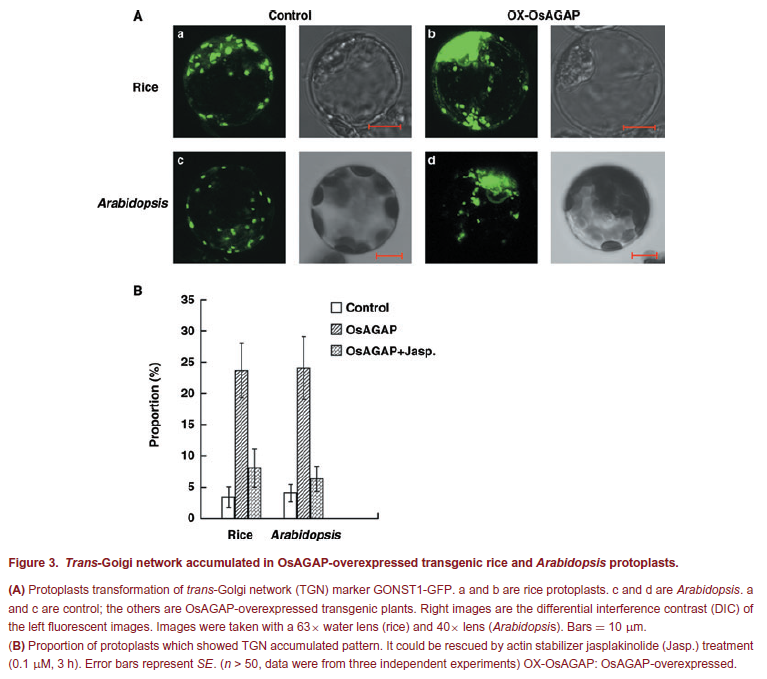 A
Control
OX-OsAGAP
a
b
Rice
c
d
Arabidopsis
B
35
30
25
20
15
10
5
0
Proportion (%)
Control
OsAGAP
OsAGAP+Jasp.
Rice
Arabidopsis
Figure 3. Trans-Golgi network accumulated in OsAGAP-overexpressed transgenic rice and Arabidopsis protoplasts.
(A) Protoplasts transformation of trans-Golgi network (TGN) marker GONST1-GFP. a and b are rice protoplasts. c and d are Arabidopsis. a
and c are control; the others are OsAGAP-overexpressed transgenic plants. Right images are the differential interference contrast (DIC) of
the left fluorescent images. Images were taken with a 63× water lens (rice) and 40× lens (Arabidopsis). Bars = 10 μm.
(B) Proportion of protoplasts which showed TGN accumulated pattern. It could be rescued by actin stabilizer jasplakinolide (Jasp.) treatment
(0.1 μM, 3 h). Error bars represent SE. (n > 50, data were from three independent experiments) OX-OsAGAP: OsAGAP-overexpressed.